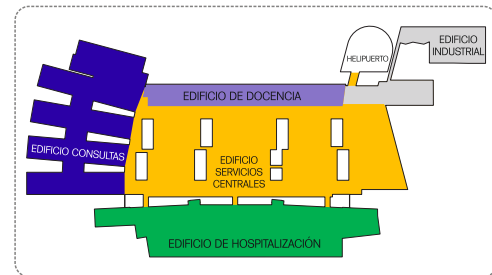 EDIFICIO
INDUSTRIAL
HELIPUERTO
EDIFICIO DE DOCENCIA
EDIFICIO CONSULTAS
EDIFICIO
SERVICIOS
CENTRALES
EDIFICIO DE HOSPITALIZACIÓN